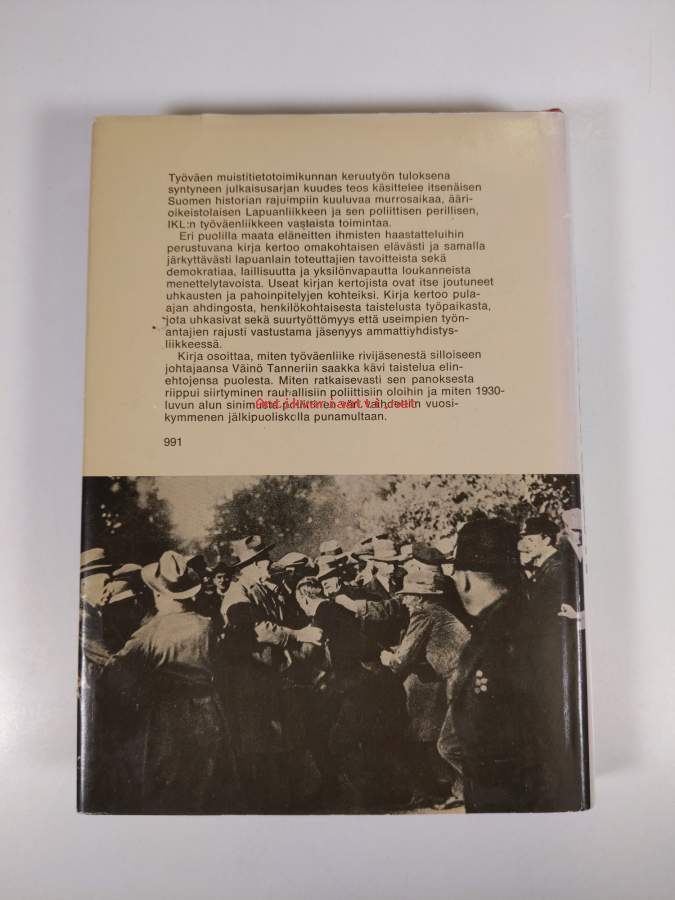 Työväen muistitietotoimikunnan keruutyön tuloksena
syntyneen julkaisusarjan kuudes teos käsittelee itsenäisen
Suomen historian rajuimpiin kuuluvaa murrosaikaa, ääri-
oikeistolaisen Lapuanliikkeen ja sen poliittisen perillisen,
IKL:n työväenliikkeen vastaista toimintaa.
Eri puolilla maata eläneitten ihmisten haastatteluihin
perustuvana kirja kertoo omakohtaisen elävästi ja samalla
järkyttävästi lapuanlain toteuttajien tavoitteista sekä
demokratiaa, laillisuutta ja yksilönvapautta loukanneista
menettelytavoista. Useat kirjan kertojista ovat itse joutuneet
uhkausten ja pahoinpitelyjen kohteiksi. Kirja kertoo pula-
ajan ahdingosta, henkilökohtaisesta taistelusta työpaikasta,
jota uhkasivat sekä suurtyöttömyys että useimpien työn-
antajien rajusti vastustama jäsenyys ammattiyhdistys-
liikkeessä.
Kirja osoittaa, miten työväenliike rivijäsenestä silloiseen
johtajaansa Väinö Tanneriin saakka kävi taistelua elin-
ehtojensa puolesta. Miten ratkaisevasti sen panoksesta
riippui siirtyminen rauhallisiin poliittisiin oloihin ja miten 1930-
luvun alun sinimusta poliittinen väri vaihdettiin vuosi-
kymmenen jälkipuoliskolla punamultaan.
Antikvariaatti.net
991